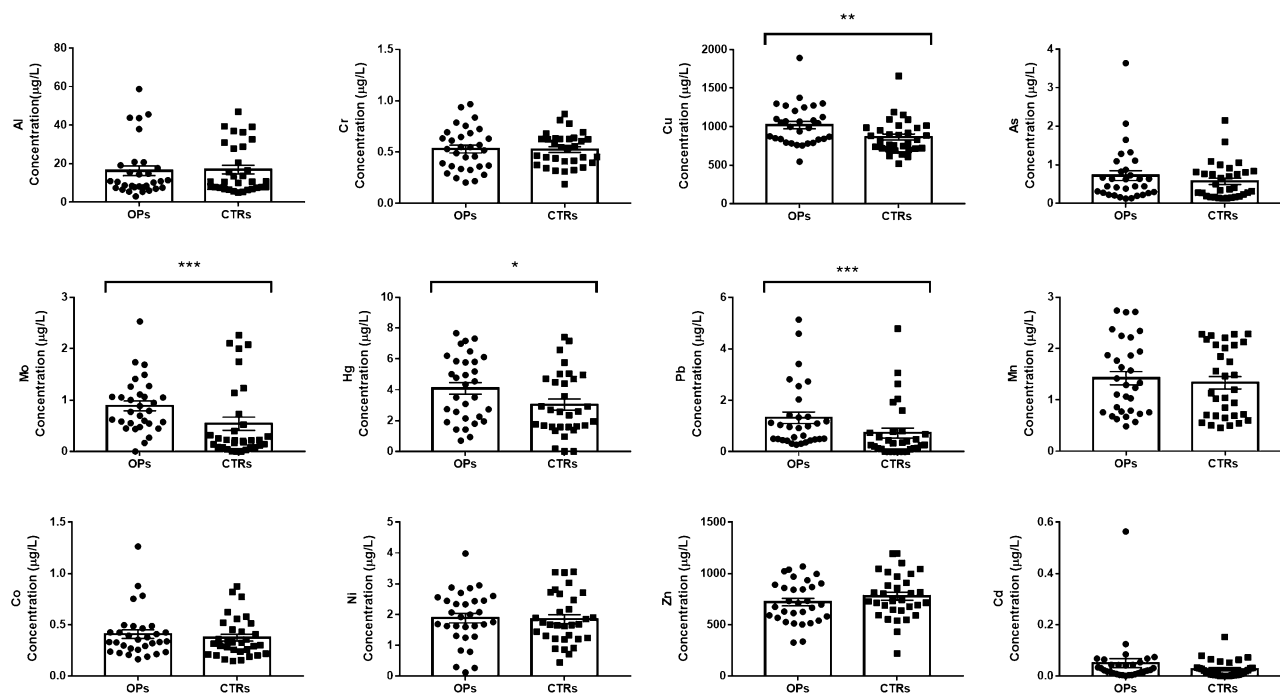 **
Al
Concentration(µg/L)
80
60
40
20
0
OPs
CTRs
Cr
Concentration (µg/L)
1.5
1.0
0.5
0.0
OPs
CTRs
Cu
Concentration (µg/L)
2000
1500
1000
500
0
OPs
CTRs
As
Concentration (µg/L)
4
3
2
1
0
OPs
CTRs
***
Mo
Concentration (µg/L)
3
2
1
0
OPs
CTRs
*
Hg
Concentration (µg/L)
10
8
6
4
2
0
OPs
CTRs
***
Pb
Concentration (µg/L)
6
4
2
0
OPs
CTRs
Mn
Concentration (µg/L)
3
2
1
0
OPs
CTRs
Co
Concentration (µg/L)
1.5
1.0
0.5
0.0
OPs
CTRs
Ni
Concentration (µg/L)
5
4
3
2
1
0
OPs
CTRs
Zn
Concentration (µg/L)
1500
1000
500
0
OPs
CTRs
Cd
Concentration (µg/L)
0.6
0.4
0.2
0.0
OPs
CTRs